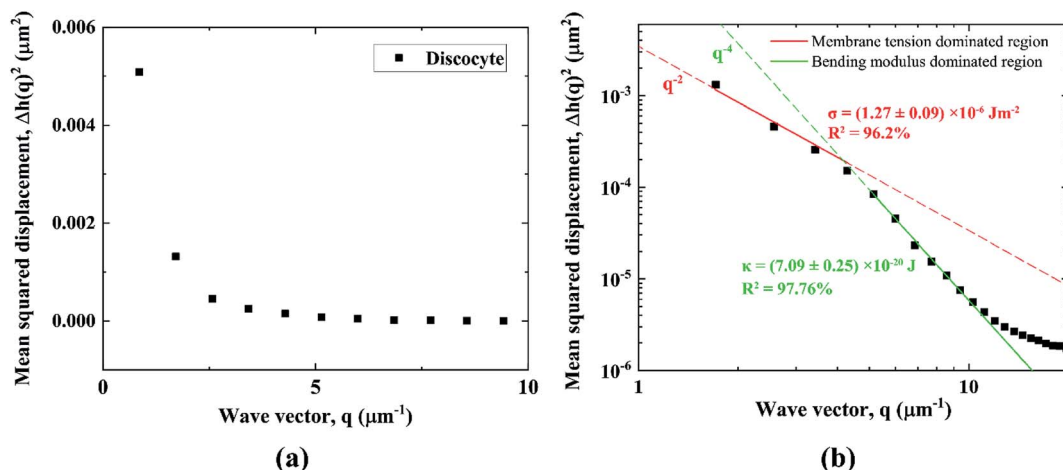 Mean squared displacement, Δh(q)² (μm²)
0.006
0.004
0.002
0.000
Discocyte
0
5
10
Wave vector, q (μm⁻¹)
(a)
Mean squared displacement, Δh(q)² (μm²)
10⁻³
10⁻⁴
10⁻⁵
10⁻⁶
q⁻⁴
q⁻²
Membrane tension dominated region
Bending modulus dominated region
σ = (1.27 ± 0.09) ×10⁻⁶ Jm⁻²
R² = 96.2%
κ = (7.09 ± 0.25) ×10⁻²⁰ J
R² = 97.76%
1
10
Wave vector, q (μm⁻¹)
(b)